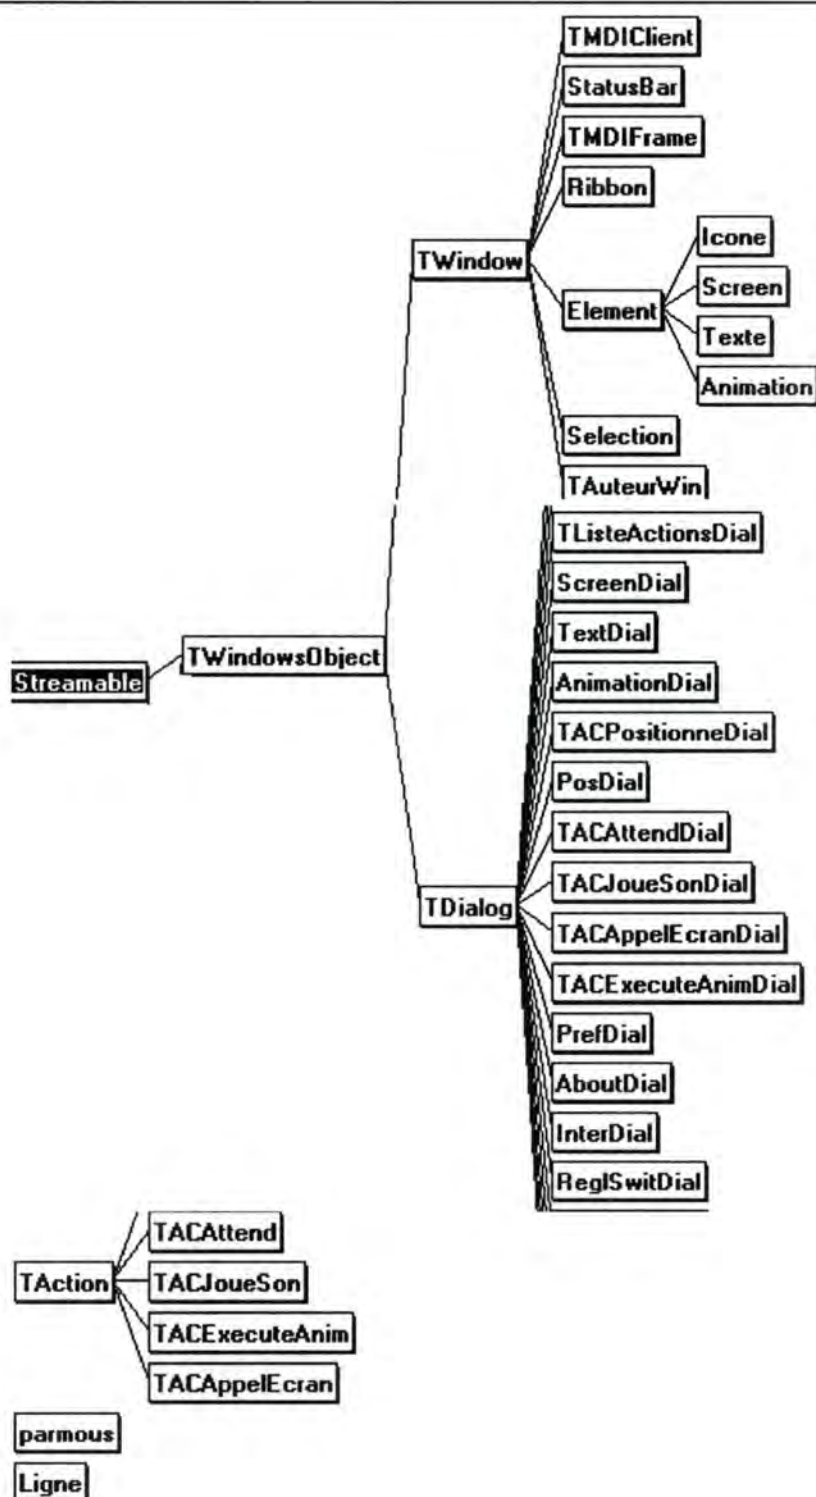 TMDIClient
StatusBar
TMDIFrame
Ribbon
TWindow
Icone
Screen
Element
Texte
Animation
Selection
TAuteurWin
TListeActionsDial
ScreenDial
TextDial
TWindowsObject
Streamable
AnimationDial
TACPositionneDial
PosDial
TACAttendDial
TACJoueSonDial
TDialog
TACAppelEcranDial
TACExecuteAnimDial
PrefDial
AboutDial
InterDial
ReglSwitDial
TACAttend
TAction
TACJoueSon
TACExecuteAnim
TACAppelEcran
parmous
Ligne